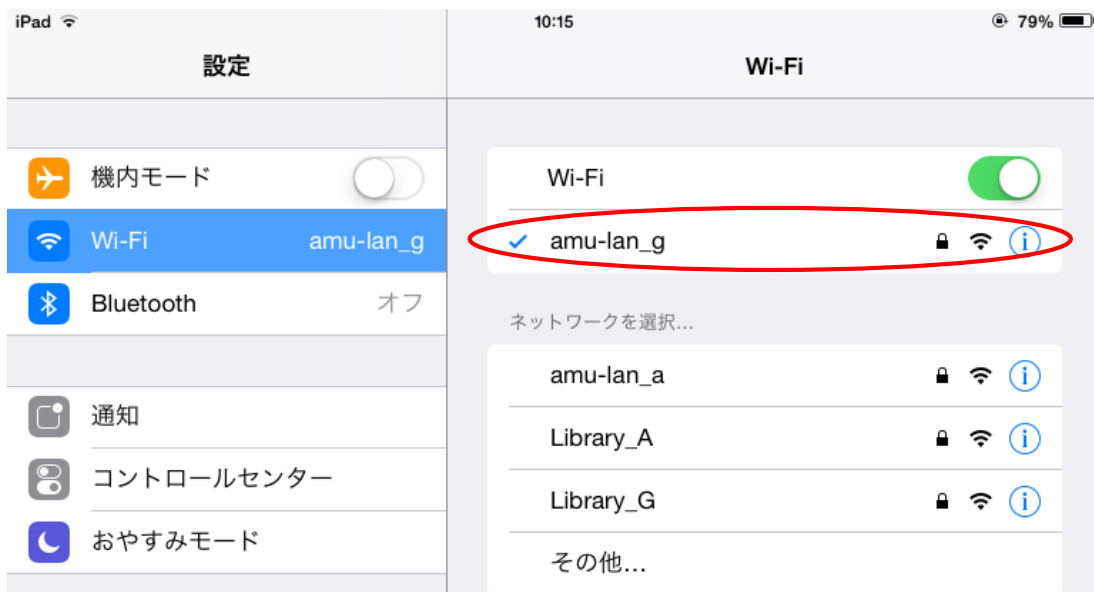 iPad
10:15
79%
設定
Wi-Fi
機内モード
Wi-Fi amu-lan_g
Bluetooth オフ
通知
コントロールセンター
おやすみモード
Wi-Fi
amu-lan_g
ネットワークを選択...
amu-lan_a
Library_A
Library_G
その他...